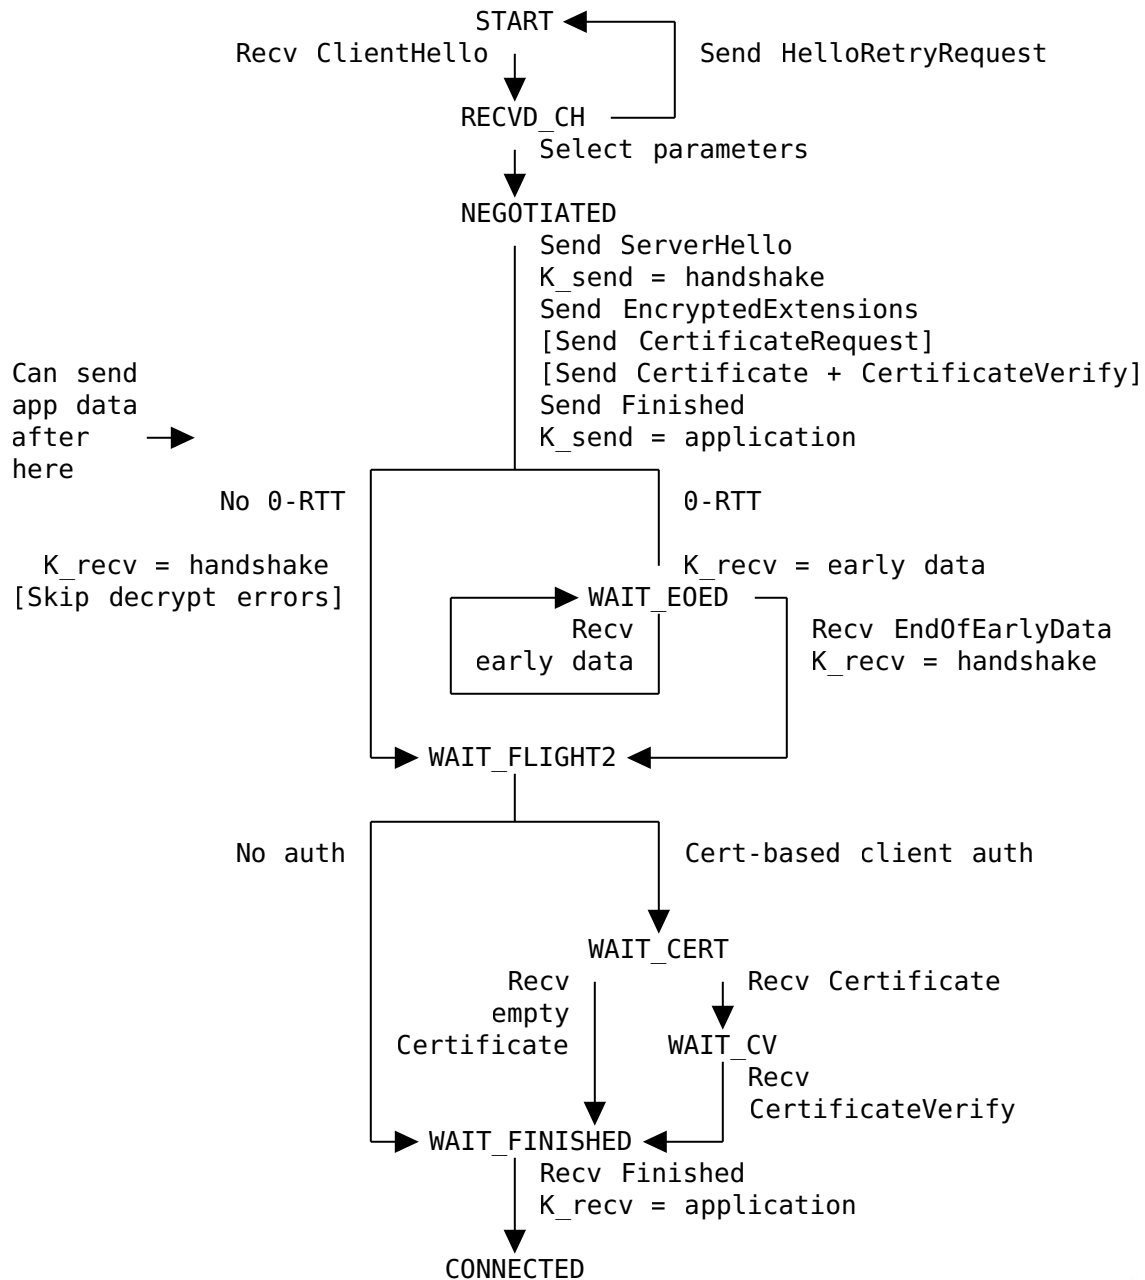 START
Recv ClientHello
Send HelloRetryRequest
RECVD_CH
Select parameters
NEGOTIATED
Send ServerHello
K_send = handshake
Send EncryptedExtensions
[Send CertificateRequest]
[Send Certificate + CertificateVerify]
Send Finished
K_send = application
Can send
app data
after
here
No 0-RTT
0-RTT
K_recv = handshake
[Skip decrypt errors]
K_recv = early data
WAIT_EOED
Recv
early data
Recv EndOfEarlyData
K_recv = handshake
WAIT_FLIGHT2
No auth
Cert-based client auth
WAIT_CERT
Recv
empty
Certificate
Recv Certificate
WAIT_CV
Recv
CertificateVerify
WAIT_FINISHED
Recv Finished
K_recv = application
CONNECTED